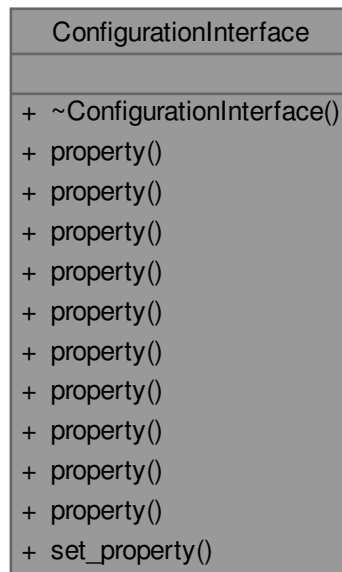 ConfigurationInterface
+ ~ConfigurationInterface()
+ property()
+ property()
+ property()
+ property()
+ property()
+ property()
+ property()
+ property()
+ property()
+ property()
+ set_property()